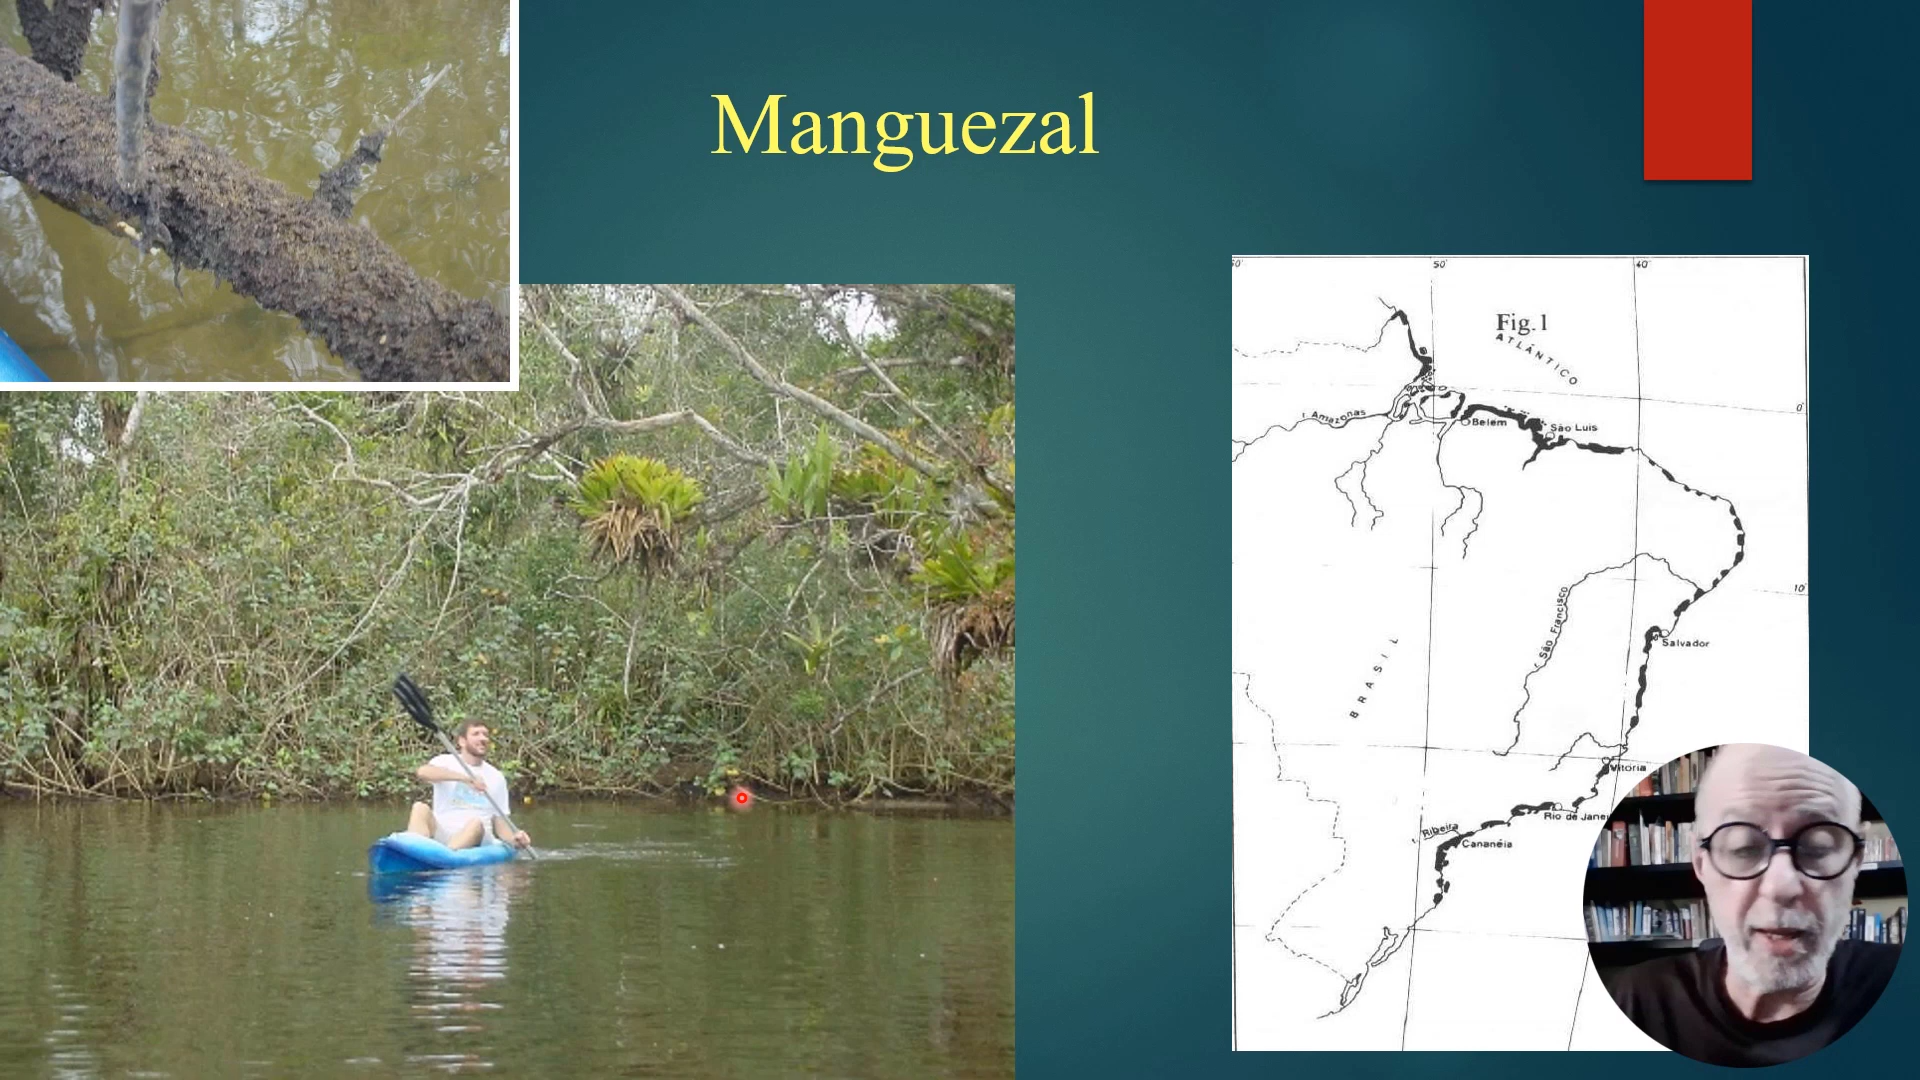 Manguezal
50°
40°
Fig.1
ATLÂNTICO
0°
r. Amazonas
Belém
São Luis
10°
r. São Francisco
Salvador
BRASIL
Vitória
Rio de Janei
r. Ribeira
Cananéia